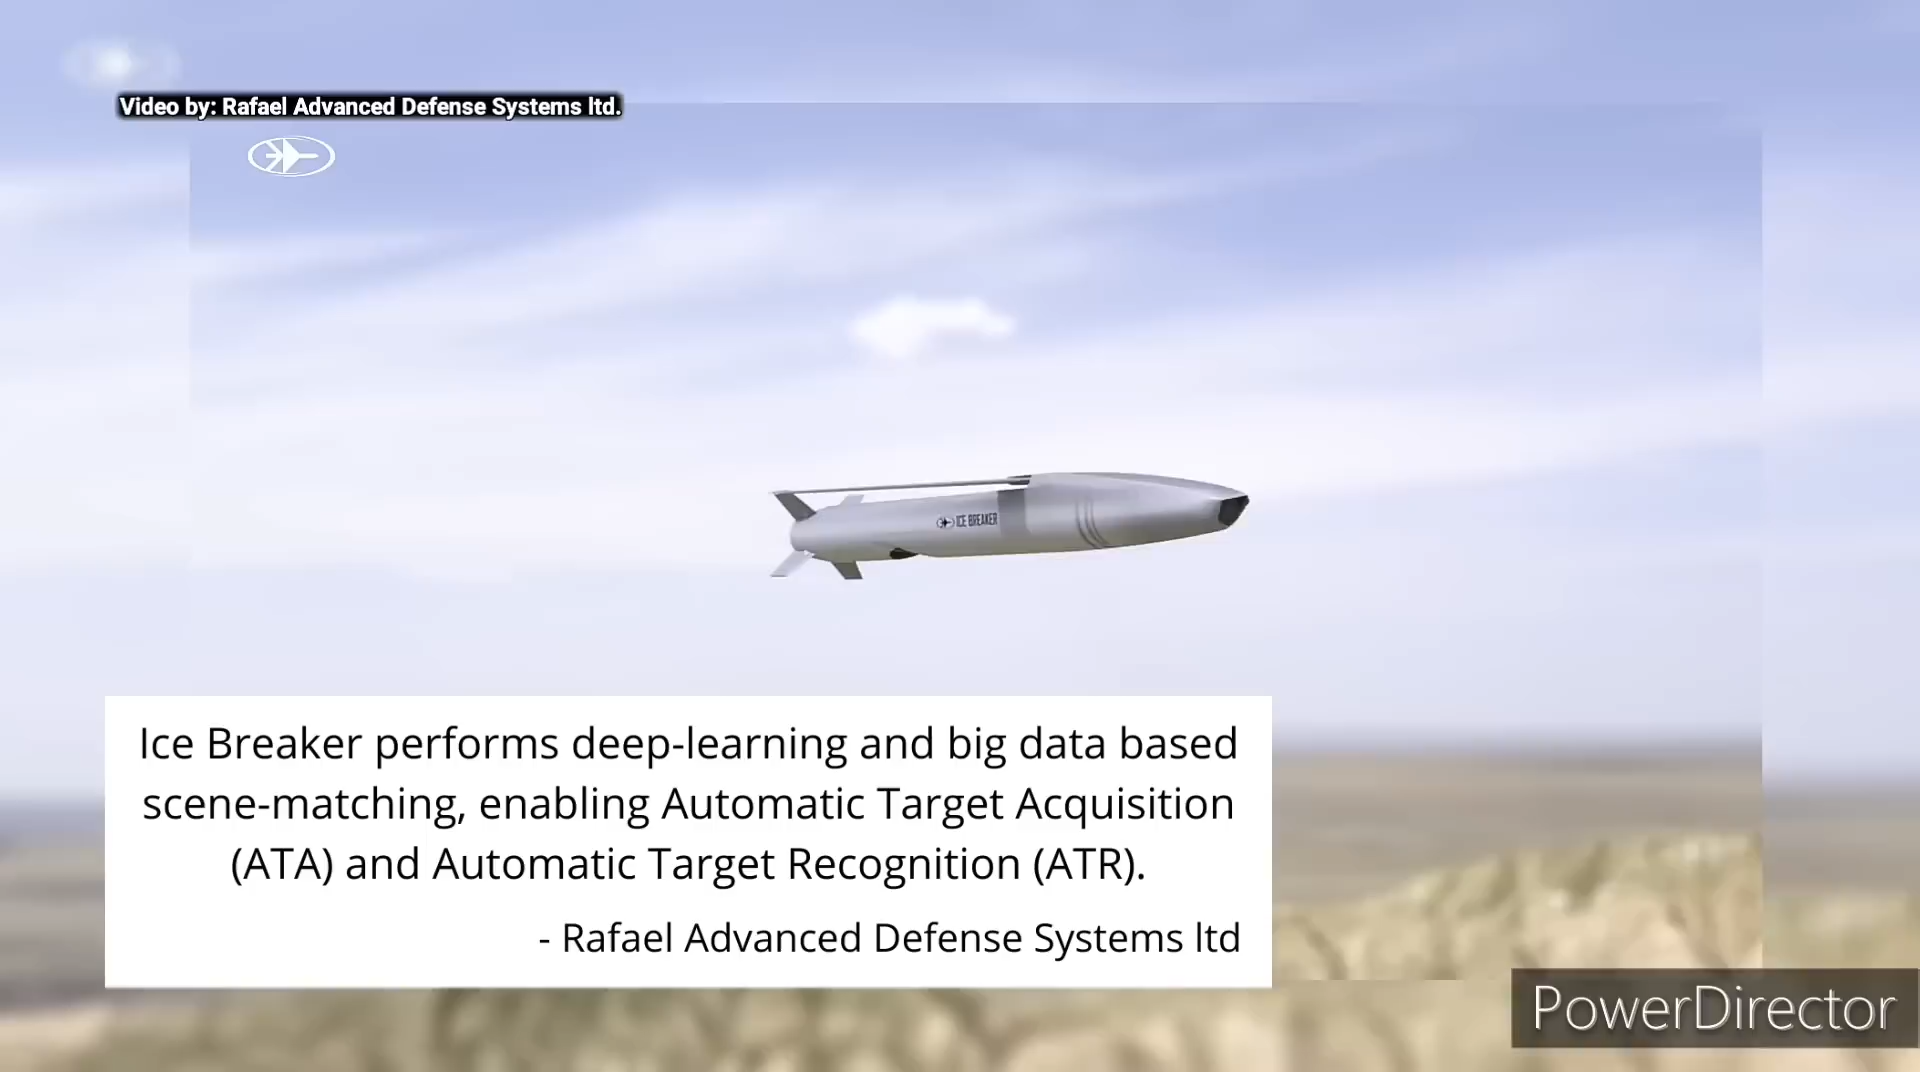 Video by: Rafael Advanced Defense Systems ltd.
ICE BREAKER
Ice Breaker performs deep-learning and big data based
scene-matching, enabling Automatic Target Acquisition
(ATA) and Automatic Target Recognition (ATR).
- Rafael Advanced Defense Systems ltd
PowerDirector